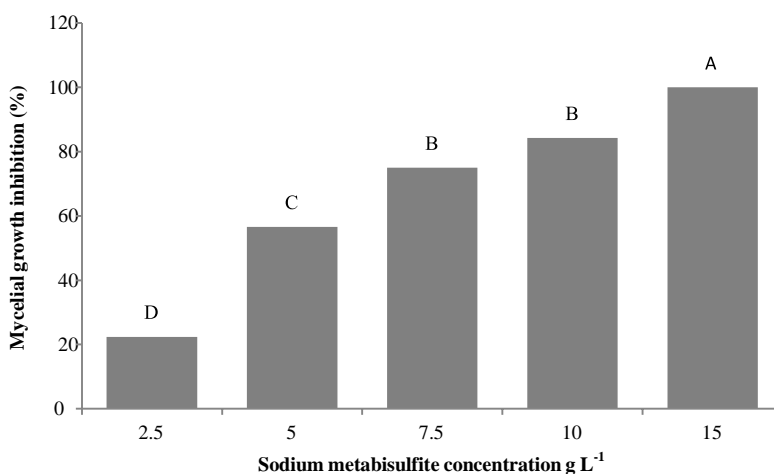 120
100
80
60
40
20
0
Mycelial growth inhibition (%)
D
C
B
B
A
2.5 5 7.5 10 15
Sodium metabisulfite concentration g L⁻¹